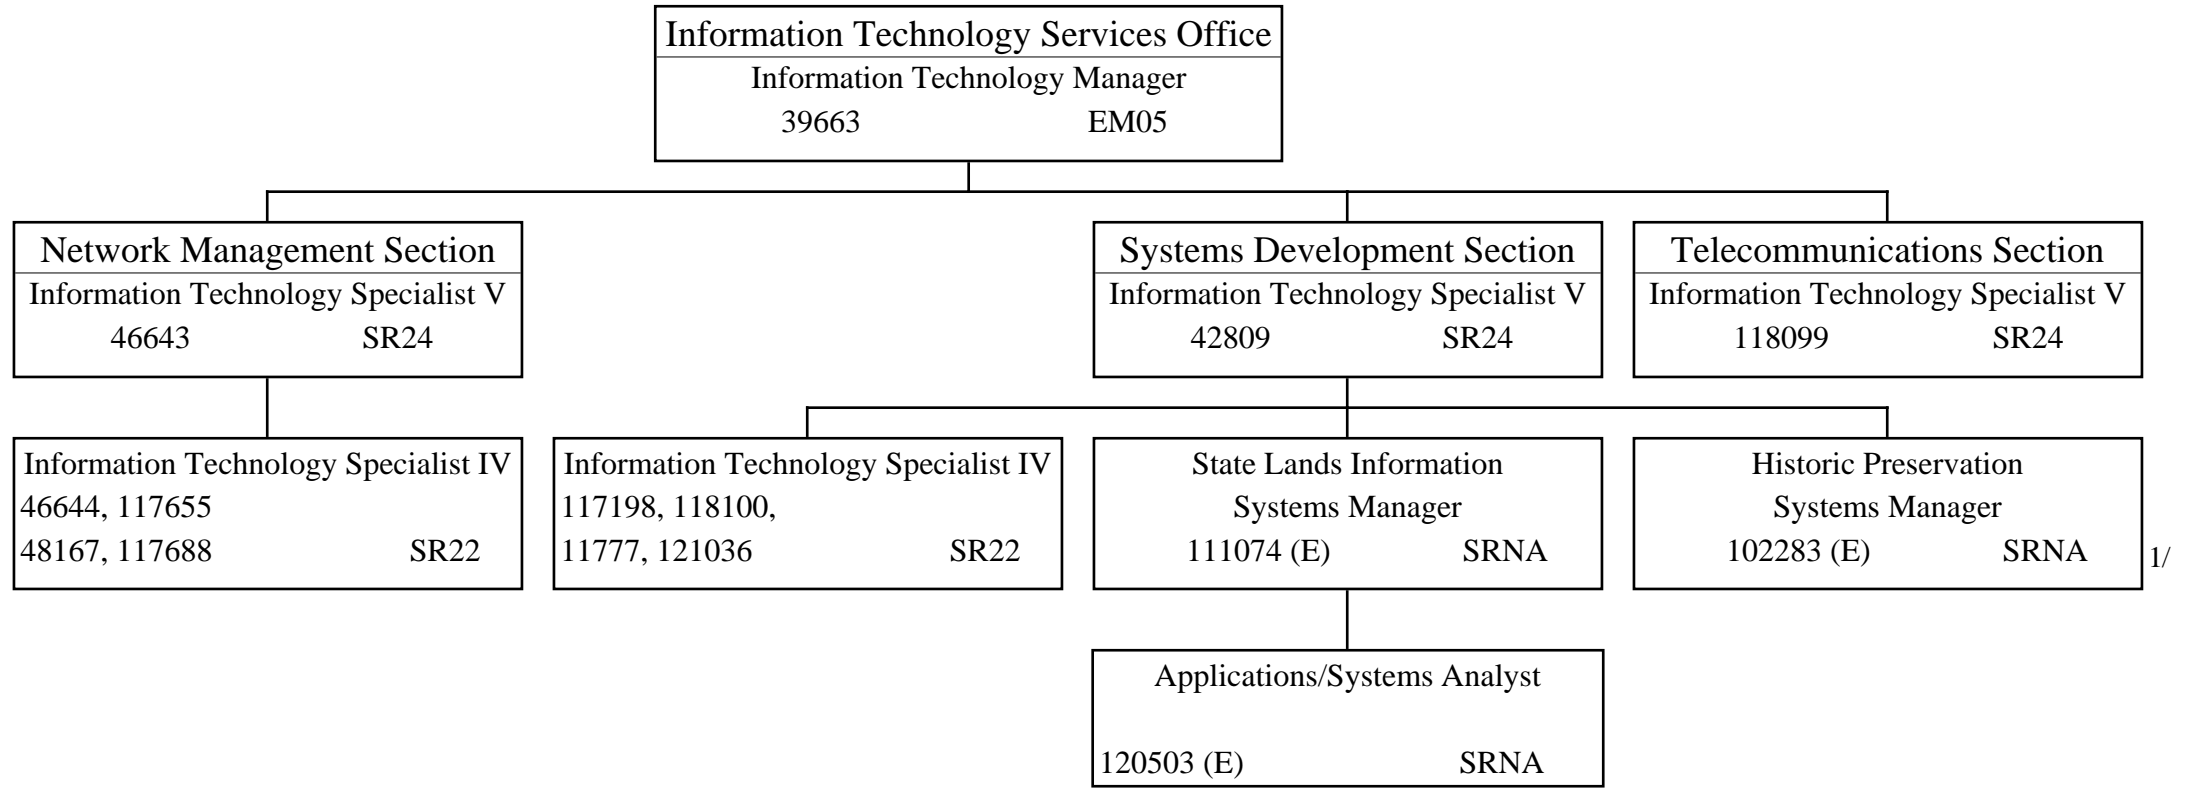 Information Technology Services Office
Information Technology Manager
39663 EM05
Network Management Section
Information Technology Specialist V
46643 SR24
Systems Development Section
Information Technology Specialist V
42809 SR24
Telecommunications Section
Information Technology Specialist V
118099 SR24
Information Technology Specialist IV
46644, 117655
48167, 117688 SR22
Information Technology Specialist IV
117198, 118100,
11777, 121036 SR22
State Lands Information
Systems Manager
111074 (E) SRNA
Historic Preservation
Systems Manager
102283 (E) SRNA
1/
Applications/Systems Analyst
120503 (E) SRNA